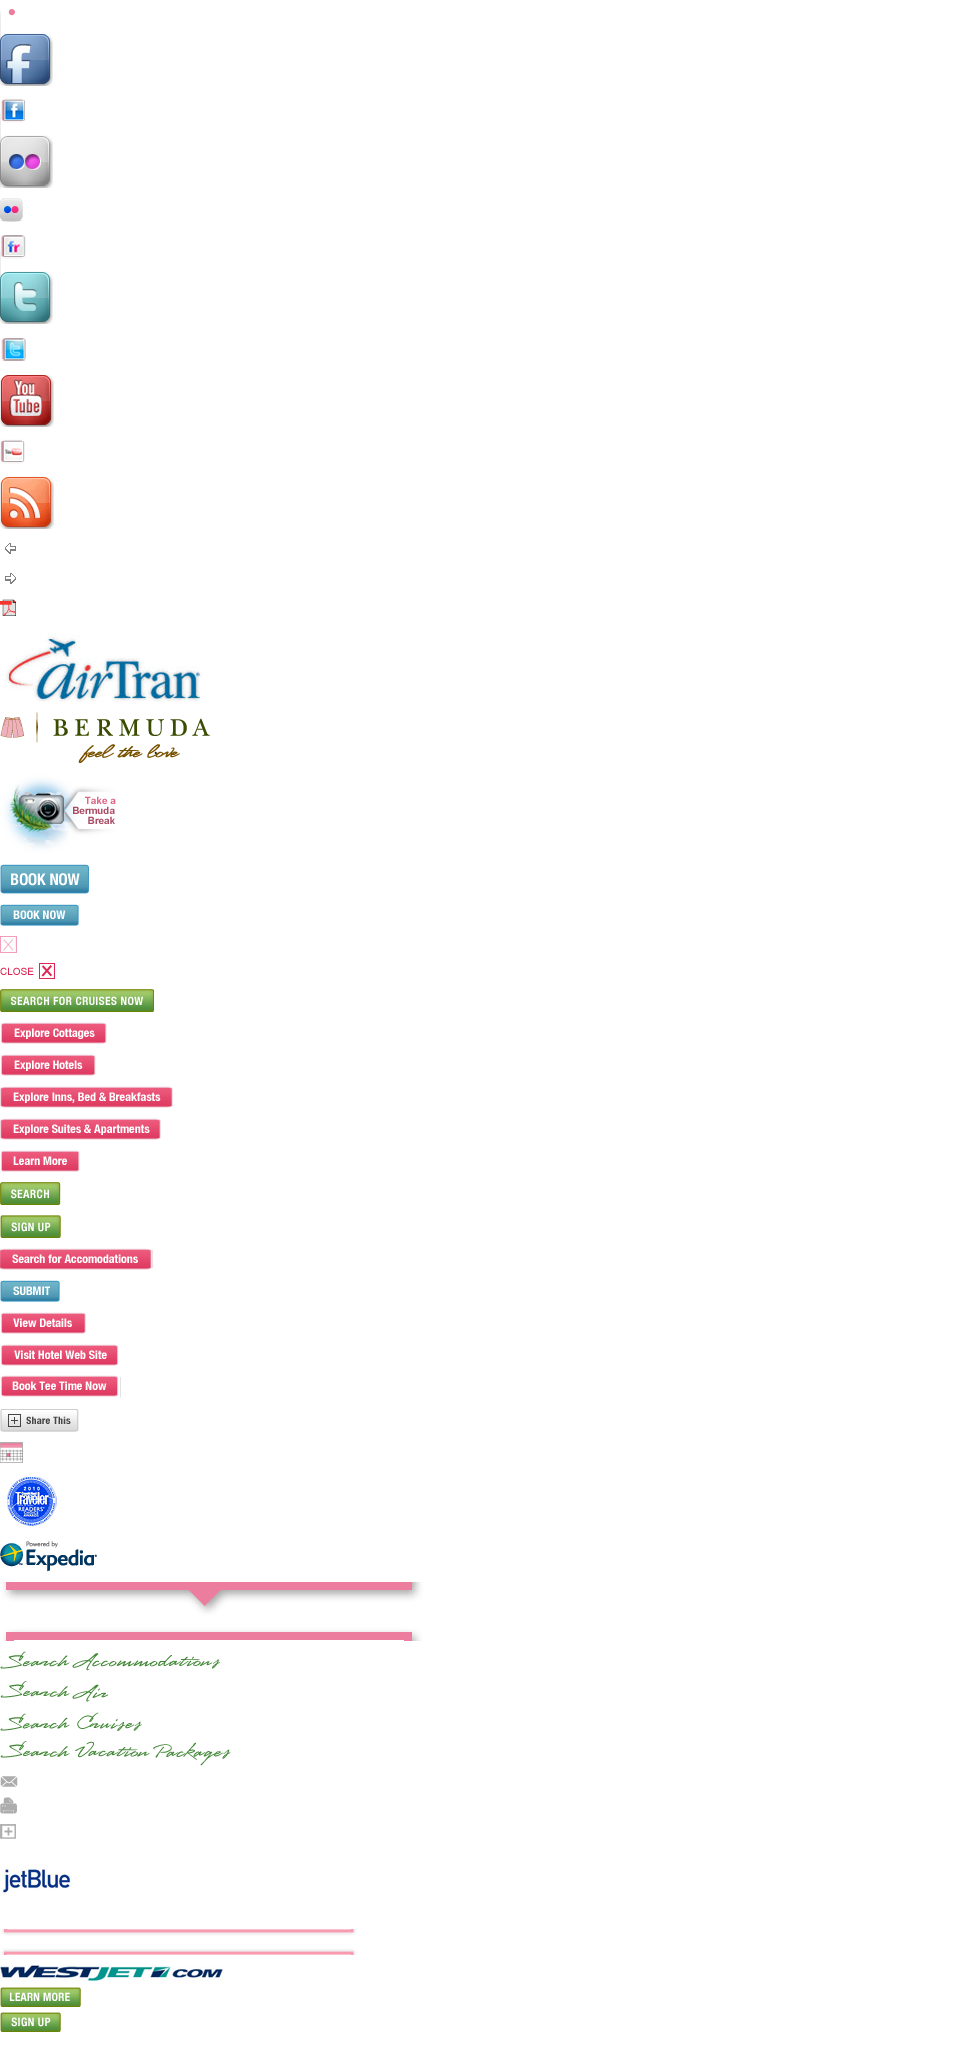 f
f
fr
t
t
You
Tube
You Tube
airTran
BERMUDA
feel the love
Take a
Bermuda
Break
BOOK NOW
BOOK NOW
CLOSE
SEARCH FOR CRUISES NOW
Explore Cottages
Explore Hotels
Explore Inns, Bed & Breakfasts
Explore Suites & Apartments
Learn More
SEARCH
SIGN UP
Search for Accomodations
SUBMIT
View Details
Visit Hotel Web Site
Book Tee Time Now
Share This
2010
Traveler
READERS'
Powered by
Expedia
Search Accommodations
Search Air
Search Cruises
Search Vacation Packages
jetBlue
WESTJET.COM
LEARN MORE
SIGN UP